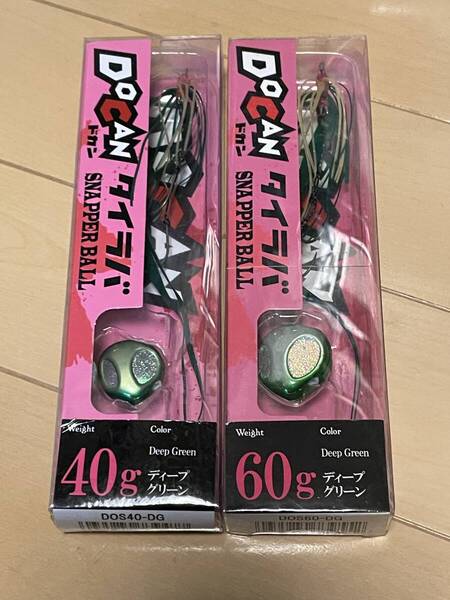 DOCAN
ドカン
タイラバ
SNAPPER BALL
Weight
Color
Deep Green
40g
ディープ
グリーン
DOS40-DG
DOCAN
ドカン
タイラバ
SNAPPER BALL
Weight
Color
Deep Green
60g
ディープ
グリーン
DOS60-DG